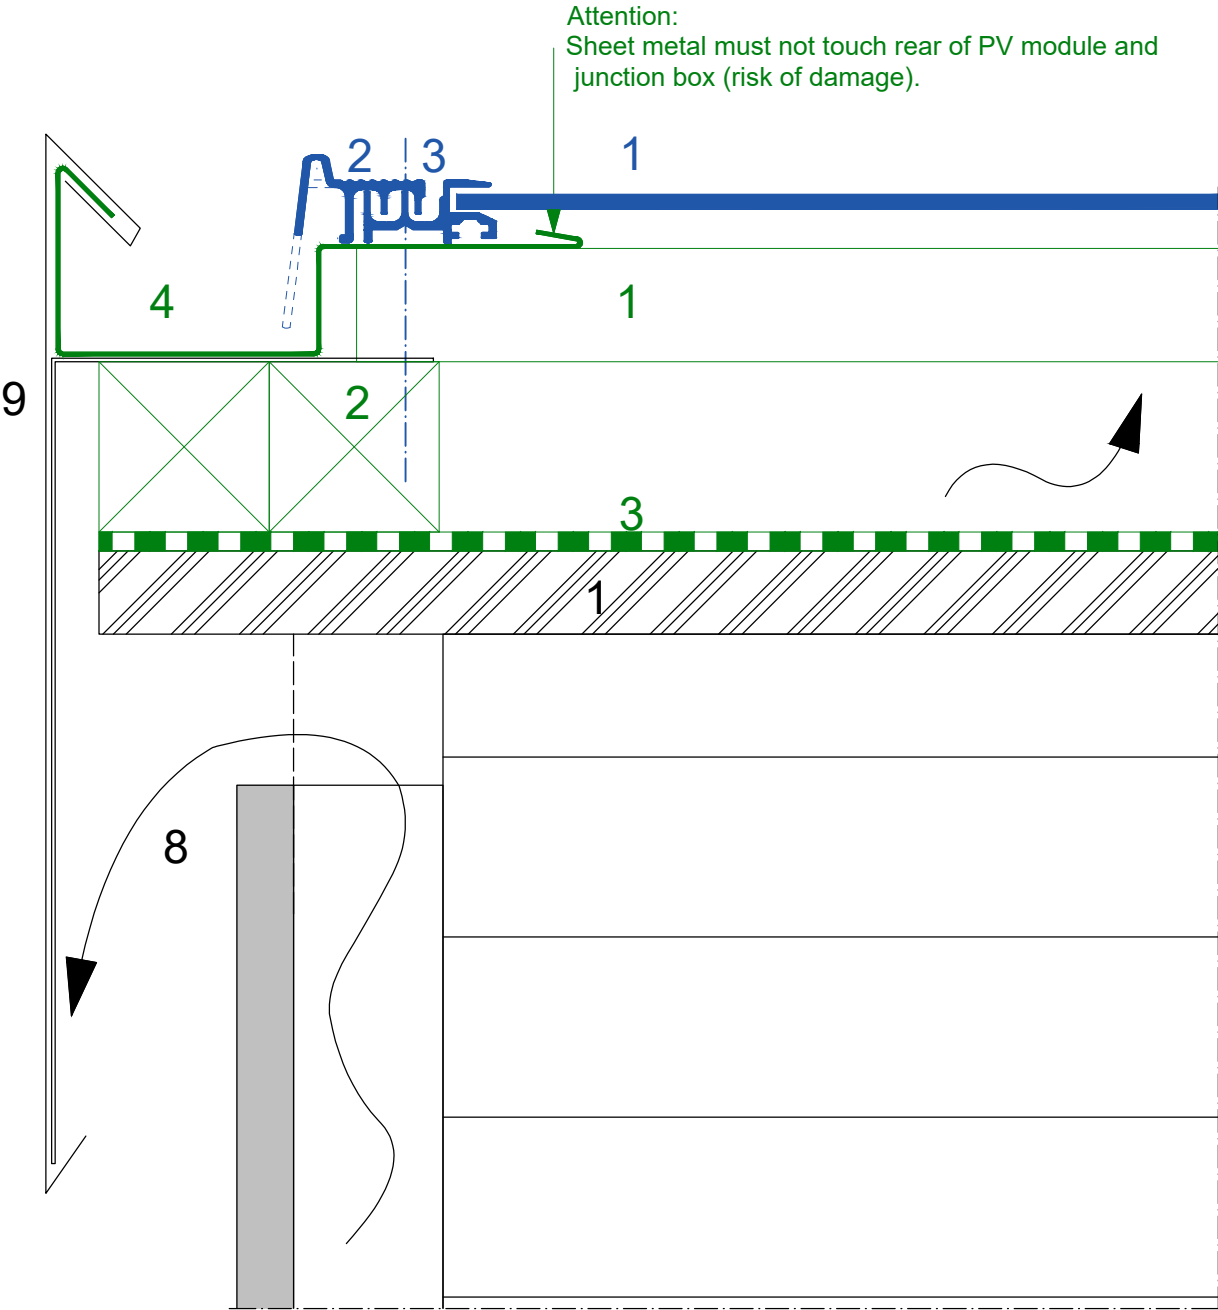 Attention:
Sheet metal must not touch rear of PV module and
junction box (risk of damage).
2 3 1
4 1
9
2
3
1
8